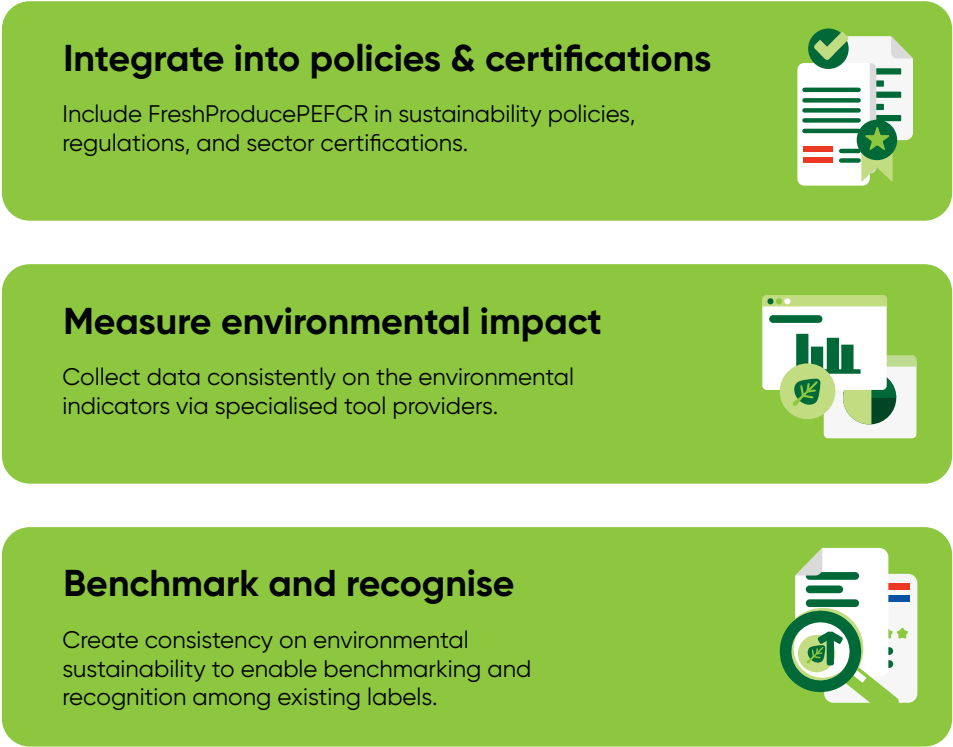 Integrate into policies & certifications
Include FreshProducePEFCR in sustainability policies,
regulations, and sector certifications.
Measure environmental impact
Collect data consistently on the environmental
indicators via specialised tool providers.
Benchmark and recognise
Create consistency on environmental
sustainability to enable benchmarking and
recognition among existing labels.